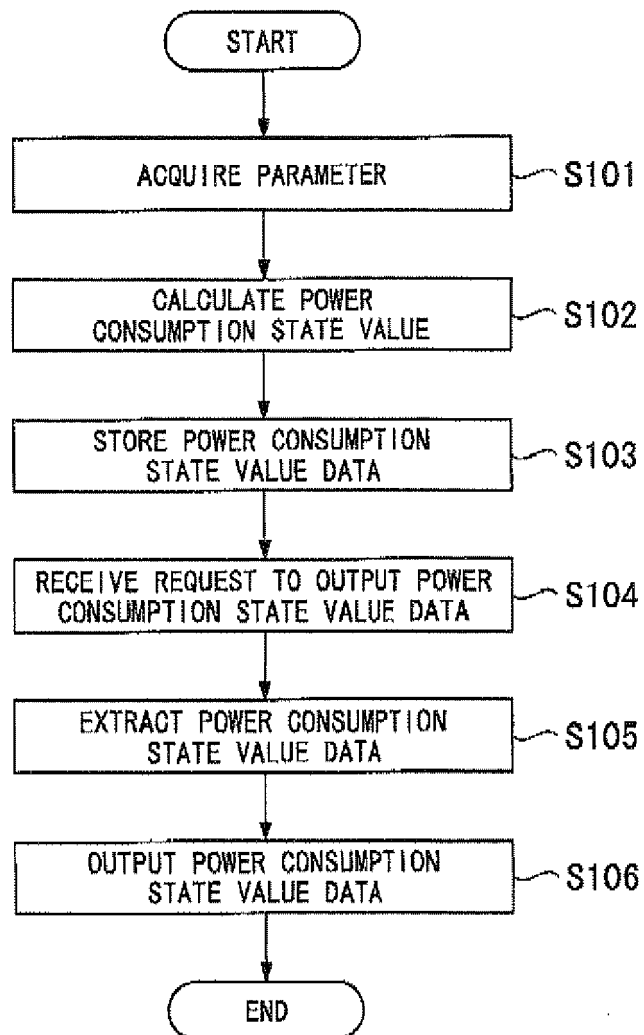 START
ACQUIRE PARAMETER
S101
CALCULATE POWER
CONSUMPTION STATE VALUE
S102
STORE POWER CONSUMPTION
STATE VALUE DATA
S103
RECEIVE REQUEST TO OUTPUT POWER
CONSUMPTION STATE VALUE DATA
S104
EXTRACT POWER CONSUMPTION
STATE VALUE DATA
S105
OUTPUT POWER CONSUMPTION
STATE VALUE DATA
S106
END